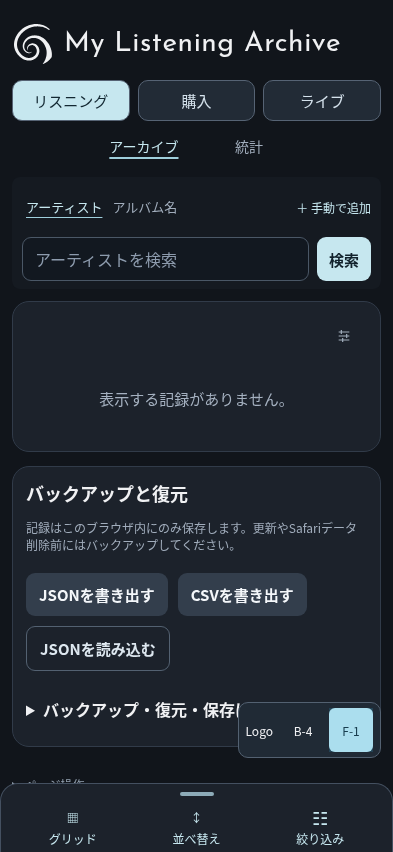 My Listening Archive
リスニング 購入 ライブ
アーカイブ 統計
アーティスト アルバム名 ＋ 手動で追加
アーティストを検索 検索
表示する記録がありません。
バックアップと復元
記録はこのブラウザ内にのみ保存します。更新やSafariデータ
削除前にはバックアップしてください。
JSONを書き出す CSVを書き出す
JSONを読み込む
▶ バックアップ・復元・保存
Logo B-4 F-1
グリッド 並べ替え 絞り込み